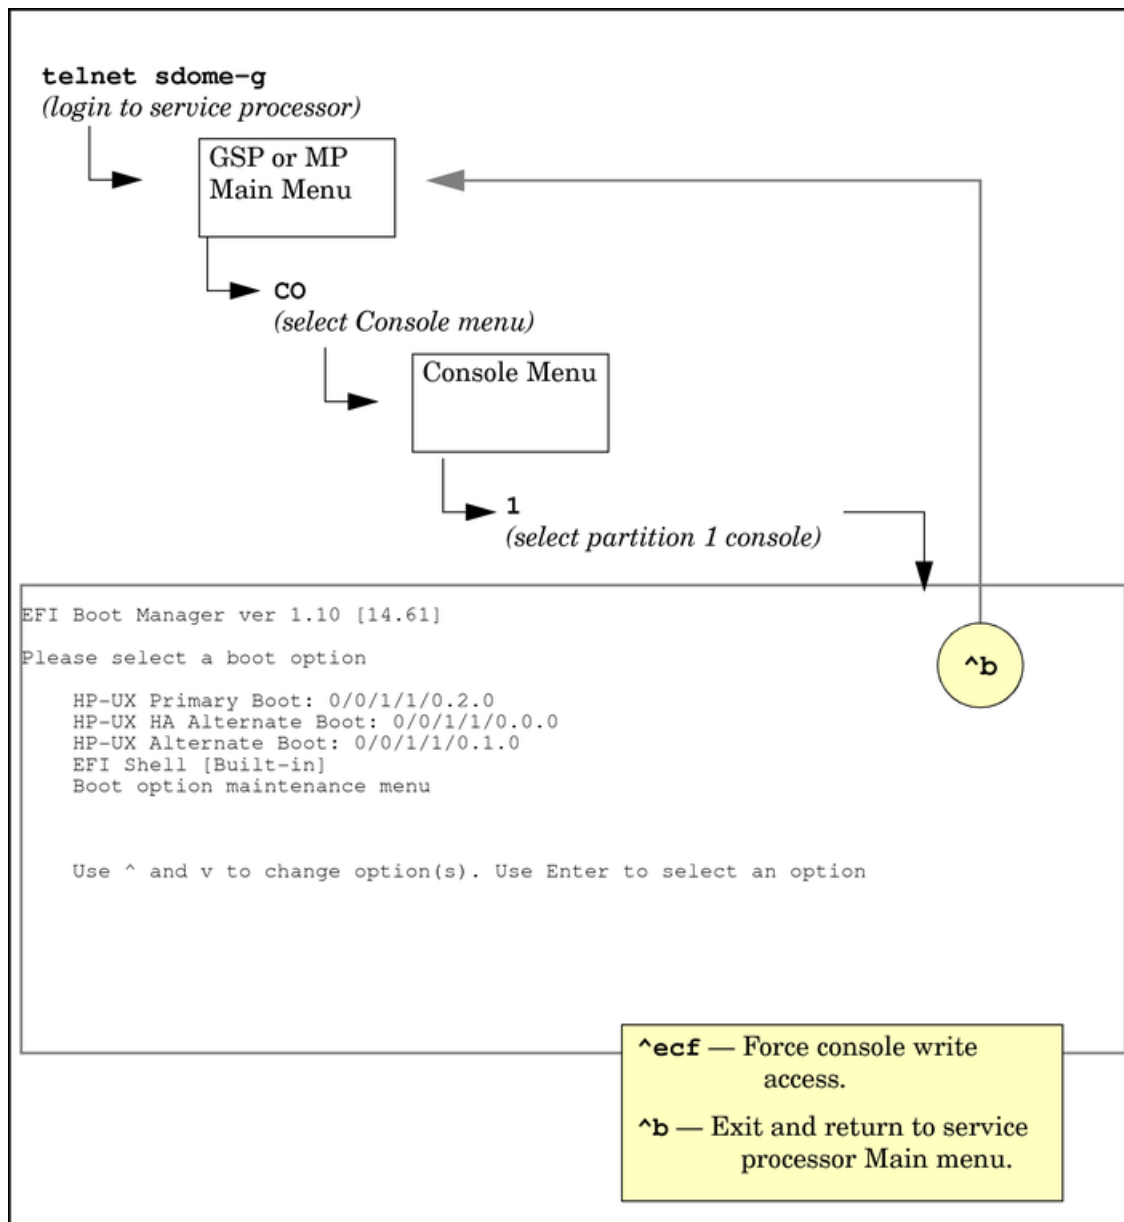 telnet sdome-g
(login to service processor)
GSP or MP
Main Menu
CO
(select Console menu)
Console Menu
1
(select partition 1 console)
EFI Boot Manager ver 1.10 [14.61]
Please select a boot option
HP-UX Primary Boot: 0/0/1/1/0.2.0
HP-UX HA Alternate Boot: 0/0/1/1/0.0.0
HP-UX Alternate Boot: 0/0/1/1/0.1.0
EFI Shell [Built-in]
Boot option maintenance menu
Use ^ and v to change option(s). Use Enter to select an option
^b
^ecf — Force console write
access.
^b — Exit and return to service
processor Main menu.